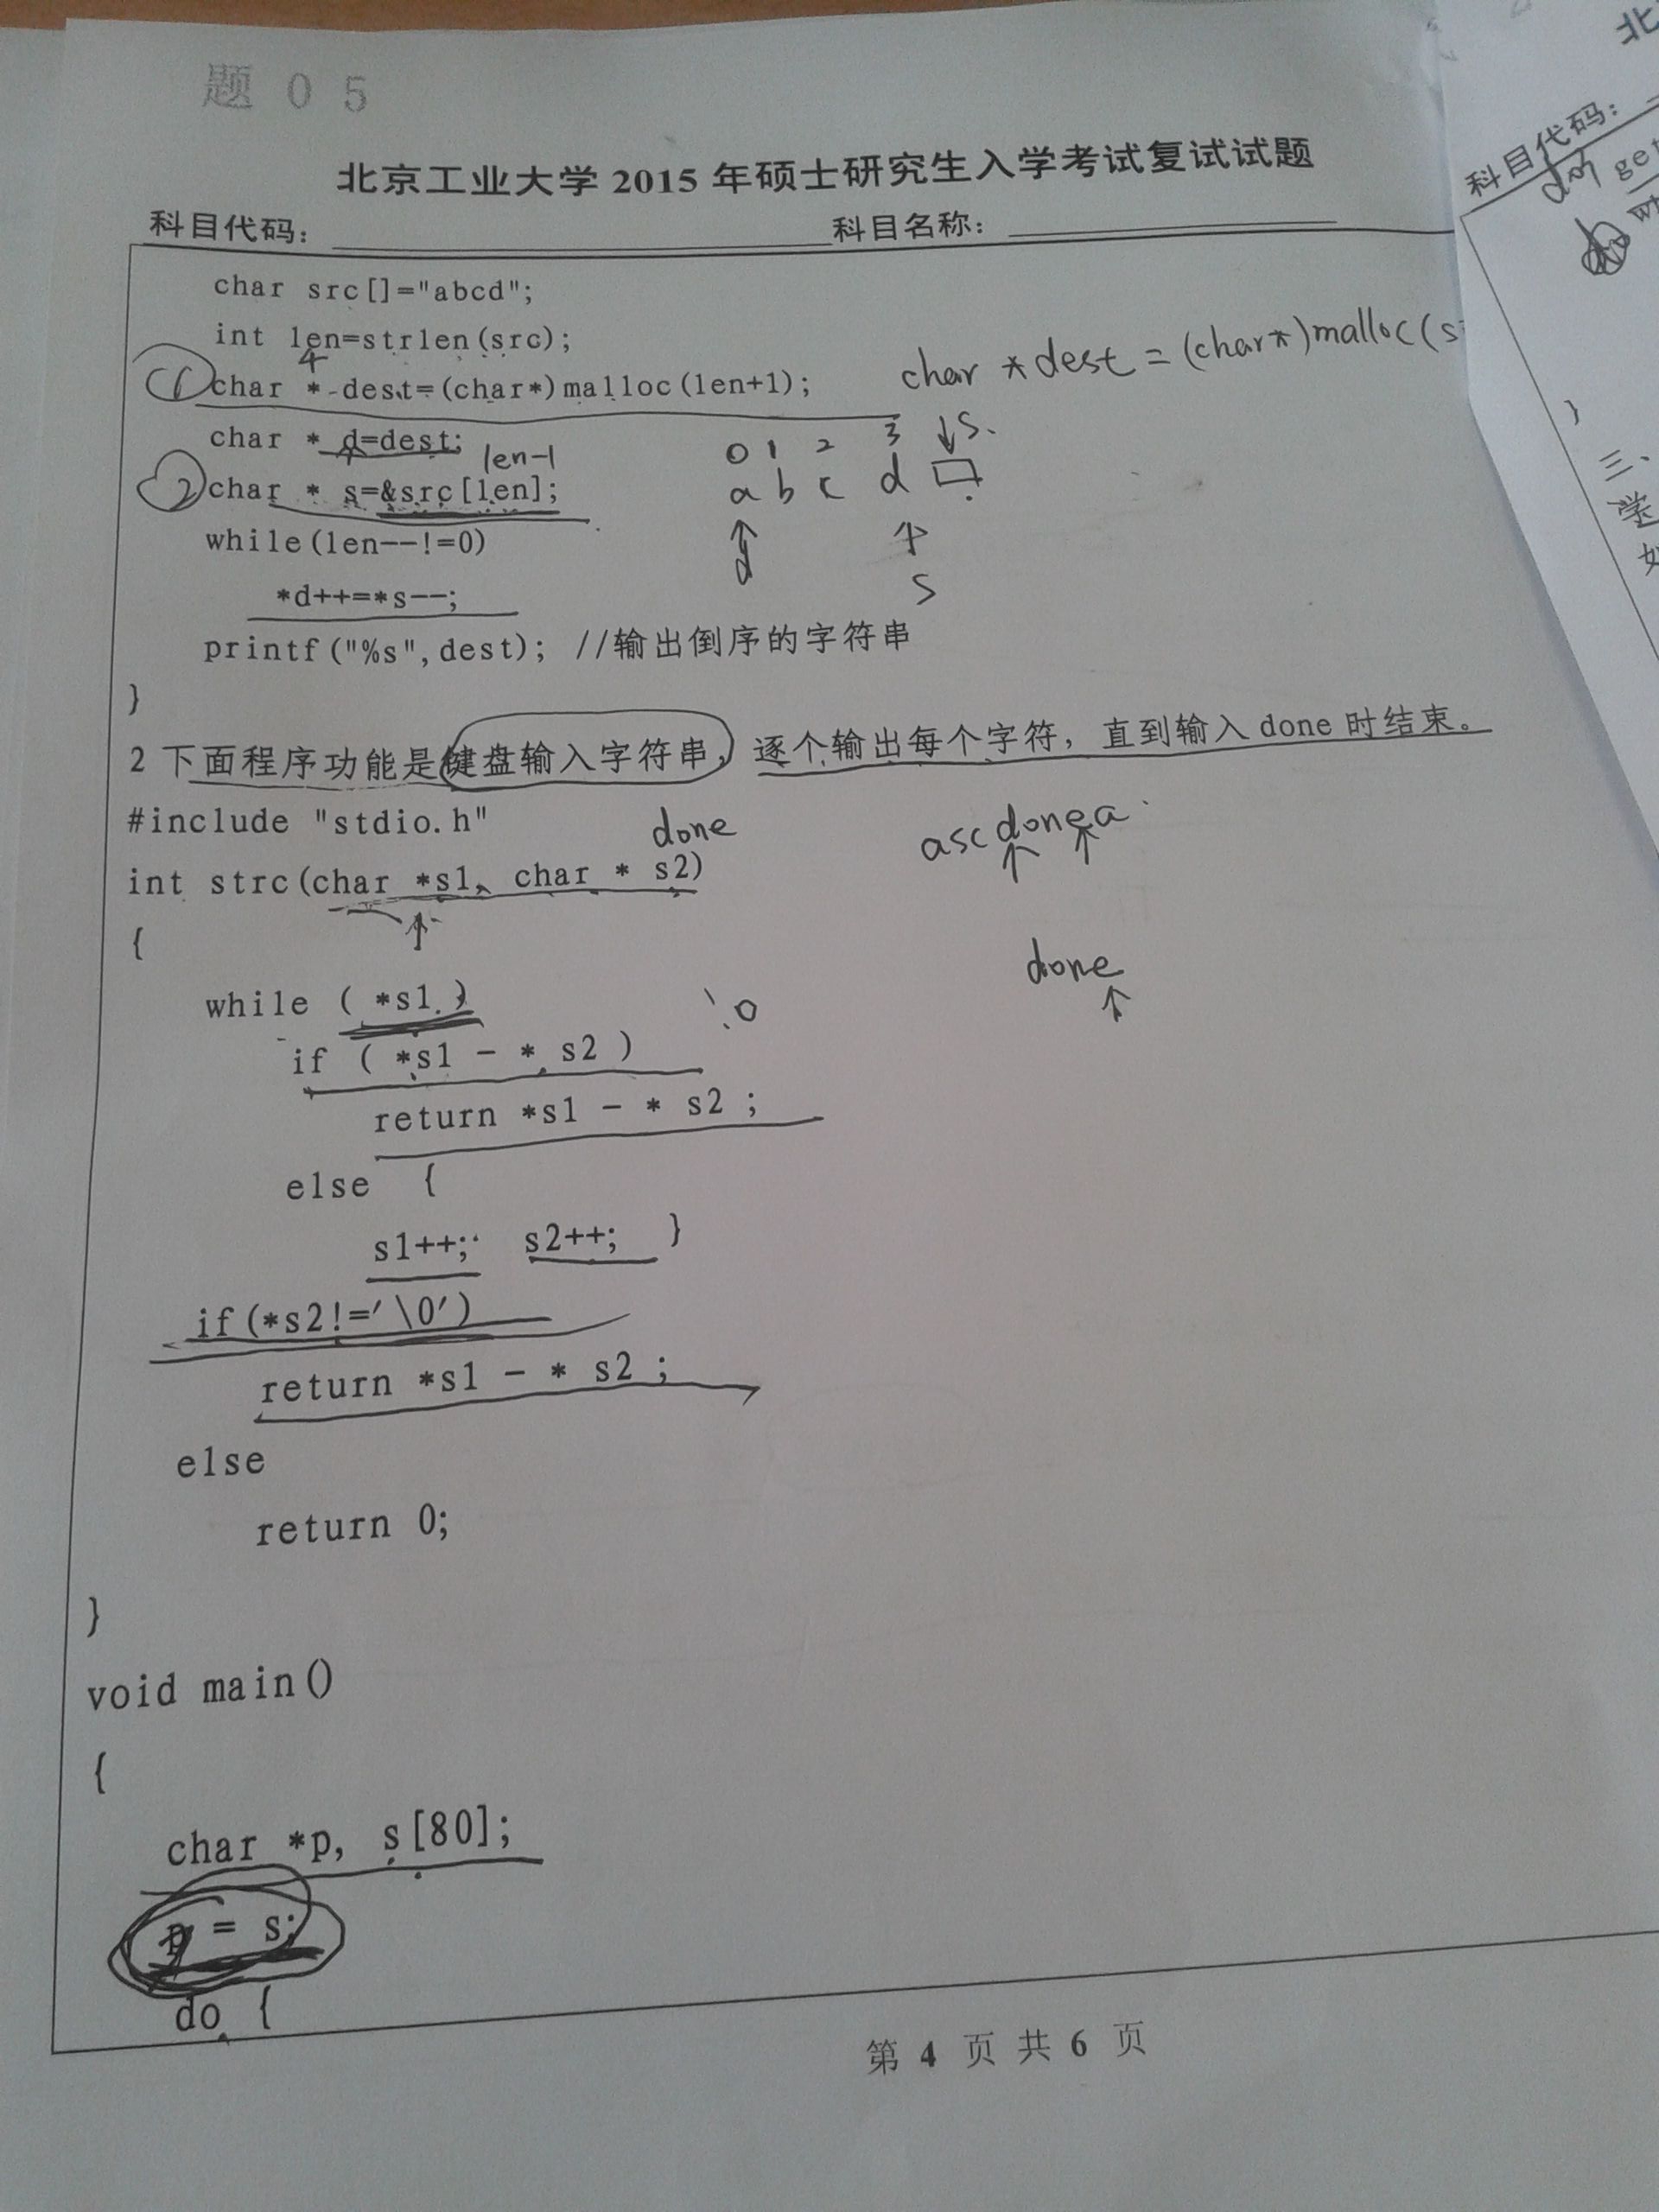 题 0 5
北京工业大学 2015 年硕士研究生入学考试复试试题
科目代码：科目名称：
char src[]="abcd";
int len=strlen(src);
4
(1) char * dest=(char*)malloc(len+1);
char * dest = (char*)malloc(s
char * d=dest;
len-1
0 1 2 3 ↓s.
(2) char * s=&src[len];
a b c d
while(len--!=0)
↑ ↑
d s
*d++=*s--;
printf("%s",dest); //输出倒序的字符串
}
2 下面程序功能是键盘输入字符串，逐个输出每个字符，直到输入 done 时结束。
#include "stdio.h"
done
ascdonea
int strc(char *s1, char * s2)
{
done
while ( *s1 )
\0
if ( *s1 - * s2 )
return *s1 - * s2 ;
else {
s1++; s2++; }
if(*s2!='\0')
return *s1 - * s2 ;
else
return 0;
}
void main()
{
char *p, s[80];
p = s;
do {
第 4 页 共 6 页
北
科目代码：
get
三、
学
如
}